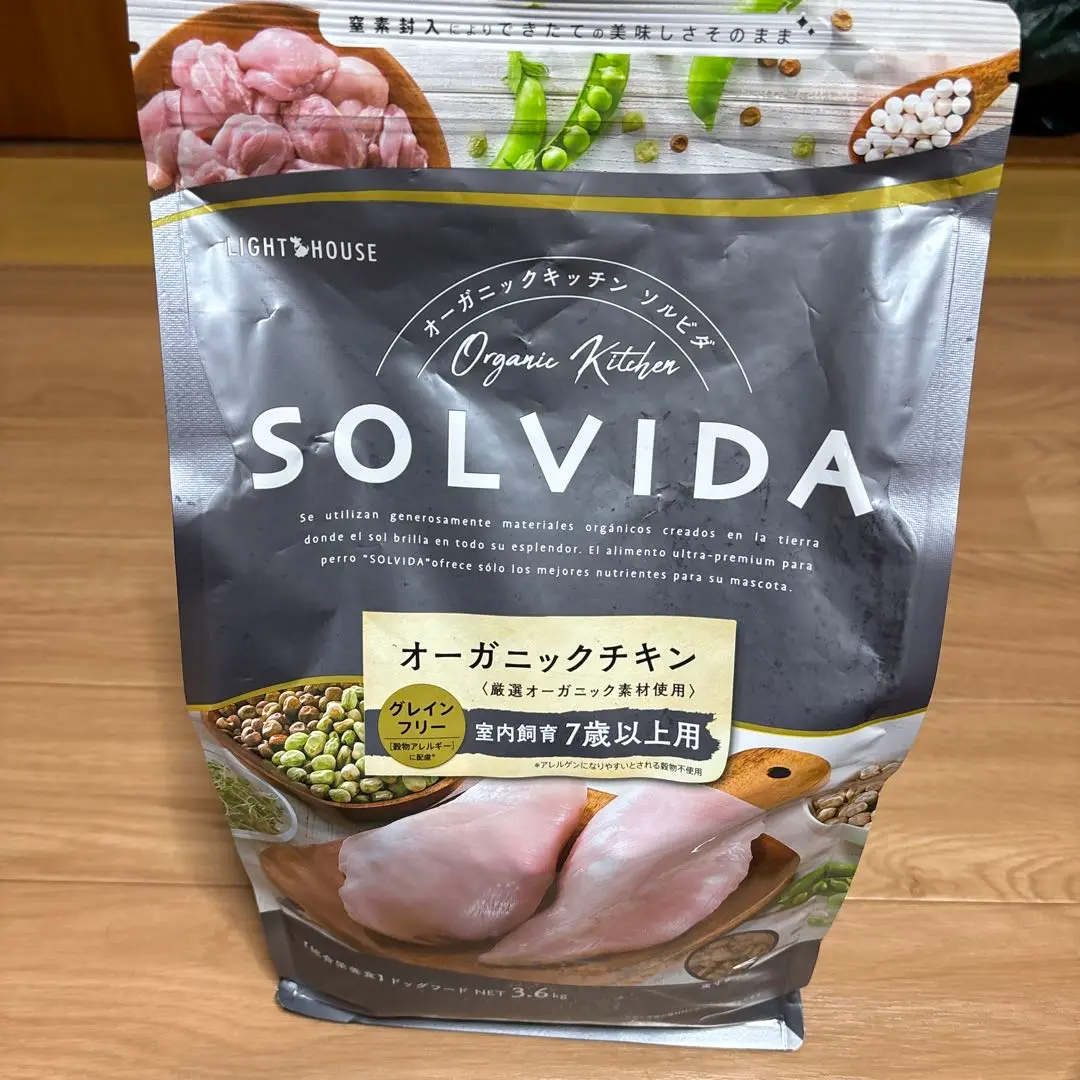 窒素封入によりできたての美味しさそのまま
LIGHT HOUSE
オーガニックキッチン ソルビダ
Organic Kitchen
SOLVIDA
Se utilizan generosamente materiales orgánicos creados en la tierra
donde el sol brilla en todo su esplendor. El alimento ultra-premium para
perro “SOLVIDA”ofrece sólo los mejores nutrientes para su mascota.
オーガニックチキン
〈厳選オーガニック素材使用〉
グレイン
フリー
[穀物アレルギー]
に配慮*
室内飼育 7歳以上用
*アレルゲンになりやすいとされる穀物不使用
【総合栄養食】ドッグフード NET 3.6kg